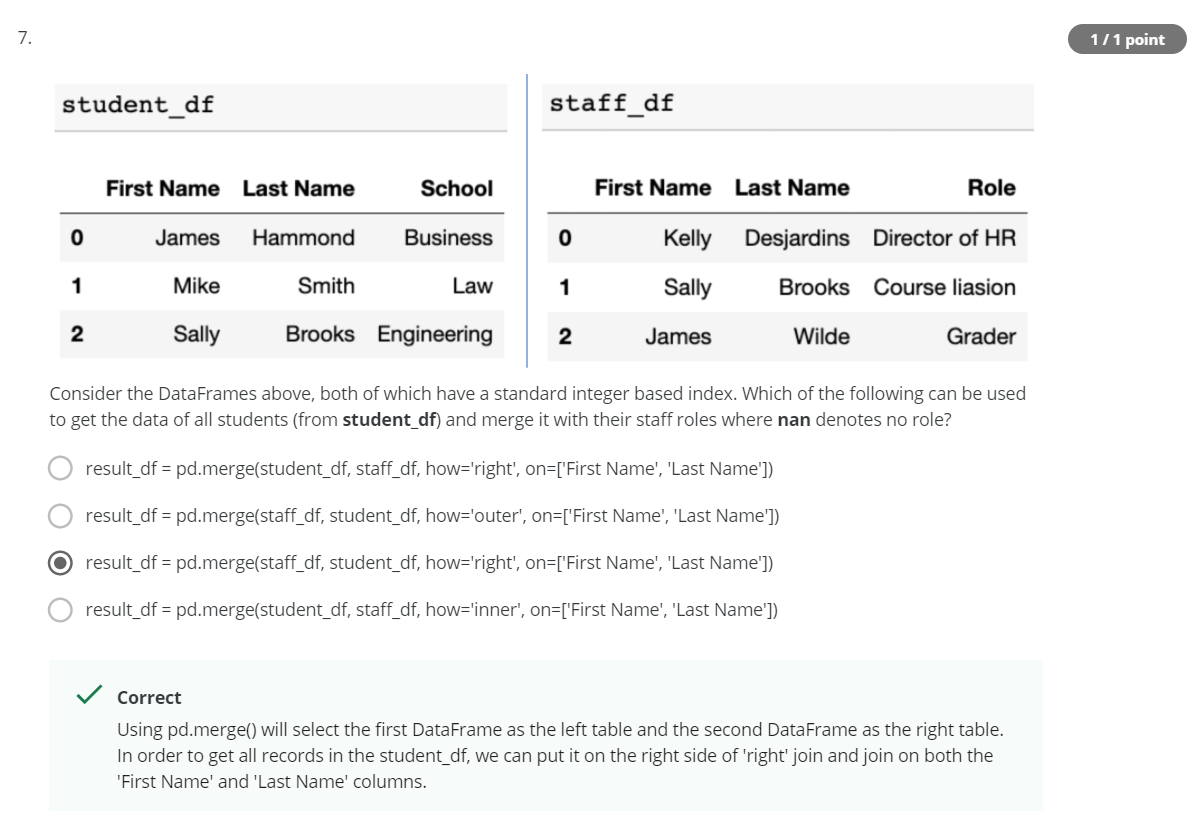 7.
1 / 1 point
student_df
First Name Last Name School
0 James Hammond Business
1 Mike Smith Law
2 Sally Brooks Engineering
staff_df
First Name Last Name Role
0 Kelly Desjardins Director of HR
1 Sally Brooks Course liasion
2 James Wilde Grader
Consider the DataFrames above, both of which have a standard integer based index. Which of the following can be used
to get the data of all students (from student_df) and merge it with their staff roles where nan denotes no role?
result_df = pd.merge(student_df, staff_df, how='right', on=['First Name', 'Last Name'])
result_df = pd.merge(staff_df, student_df, how='outer', on=['First Name', 'Last Name'])
result_df = pd.merge(staff_df, student_df, how='right', on=['First Name', 'Last Name'])
result_df = pd.merge(student_df, staff_df, how='inner', on=['First Name', 'Last Name'])
Correct
Using pd.merge() will select the first DataFrame as the left table and the second DataFrame as the right table.
In order to get all records in the student_df, we can put it on the right side of 'right' join and join on both the
'First Name' and 'Last Name' columns.